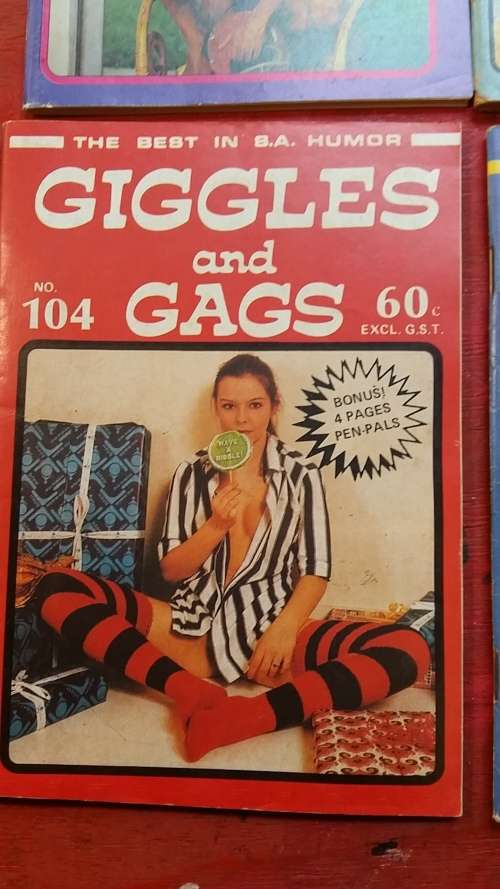 THE BEST IN S.A. HUMOR
GIGGLES
and
NO.
104
GAGS
60c
EXCL. G.S.T.
BONUS!
4 PAGES
PEN-PALS
HAVE
A
NIBBLE!